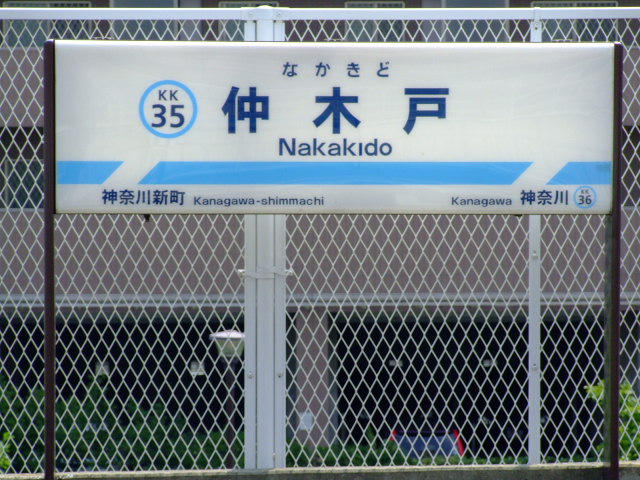 なかきど
KK
35
仲木戸
Nakakido
神奈川新町 Kanagawa-shimmachi
Kanagawa 神奈川 KK 36